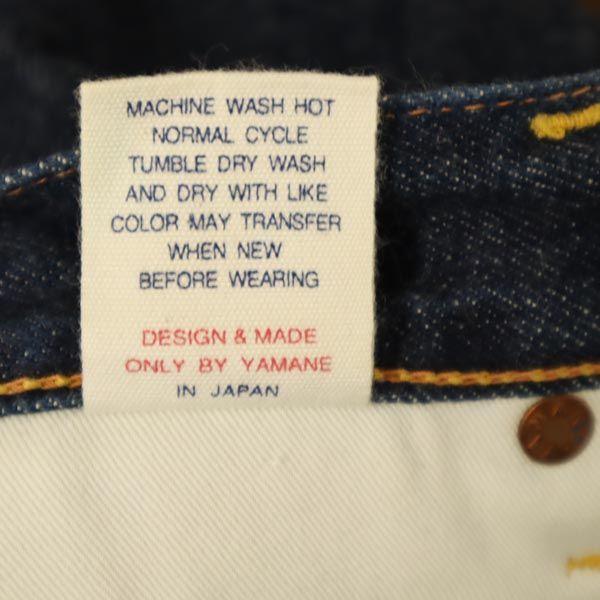 MACHINE WASH HOT
NORMAL CYCLE
TUMBLE DRY WASH
AND DRY WITH LIKE
COLOR MAY TRANSFER
WHEN NEW
BEFORE WEARING
DESIGN & MADE
ONLY BY YAMANE
IN JAPAN